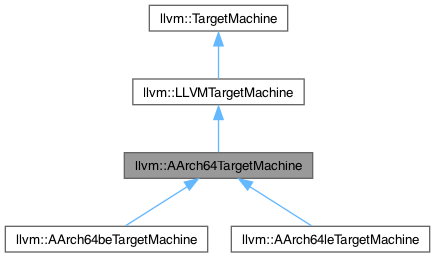 llvm::TargetMachine
llvm::LLVMTargetMachine
llvm::AArch64TargetMachine
llvm::AArch64beTargetMachine
llvm::AArch64leTargetMachine